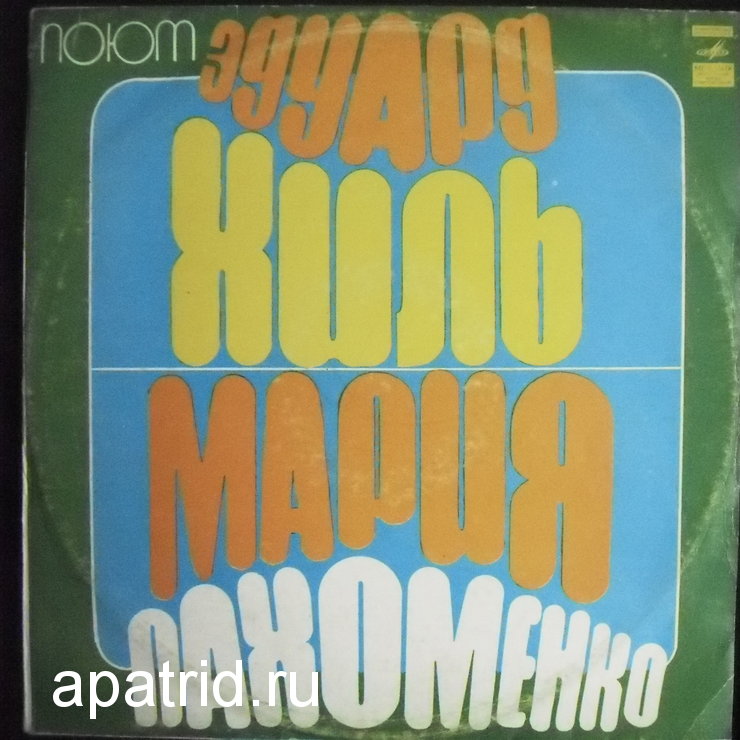 поют
эдуард
хиль
мария
пахоменко
apatrid.ru